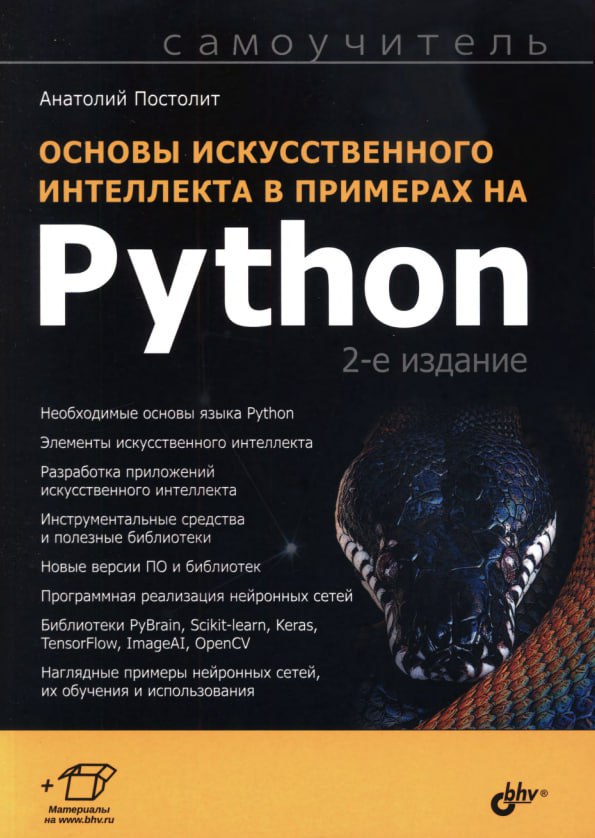 самоучитель
Анатолий Постолит
ОСНОВЫ ИСКУССТВЕННОГО
ИНТЕЛЛЕКТА В ПРИМЕРАХ НА
Python
2-е издание
Необходимые основы языка Python
Элементы искусственного интеллекта
Разработка приложений
искусственного интеллекта
Инструментальные средства
и полезные библиотеки
Новые версии ПО и библиотек
Программная реализация нейронных сетей
Библиотеки PyBrain, Scikit-learn, Keras,
TensorFlow, ImageAI, OpenCV
Наглядные примеры нейронных сетей,
их обучения и использования
+
Материалы
на www.bhv.ru
bhv®